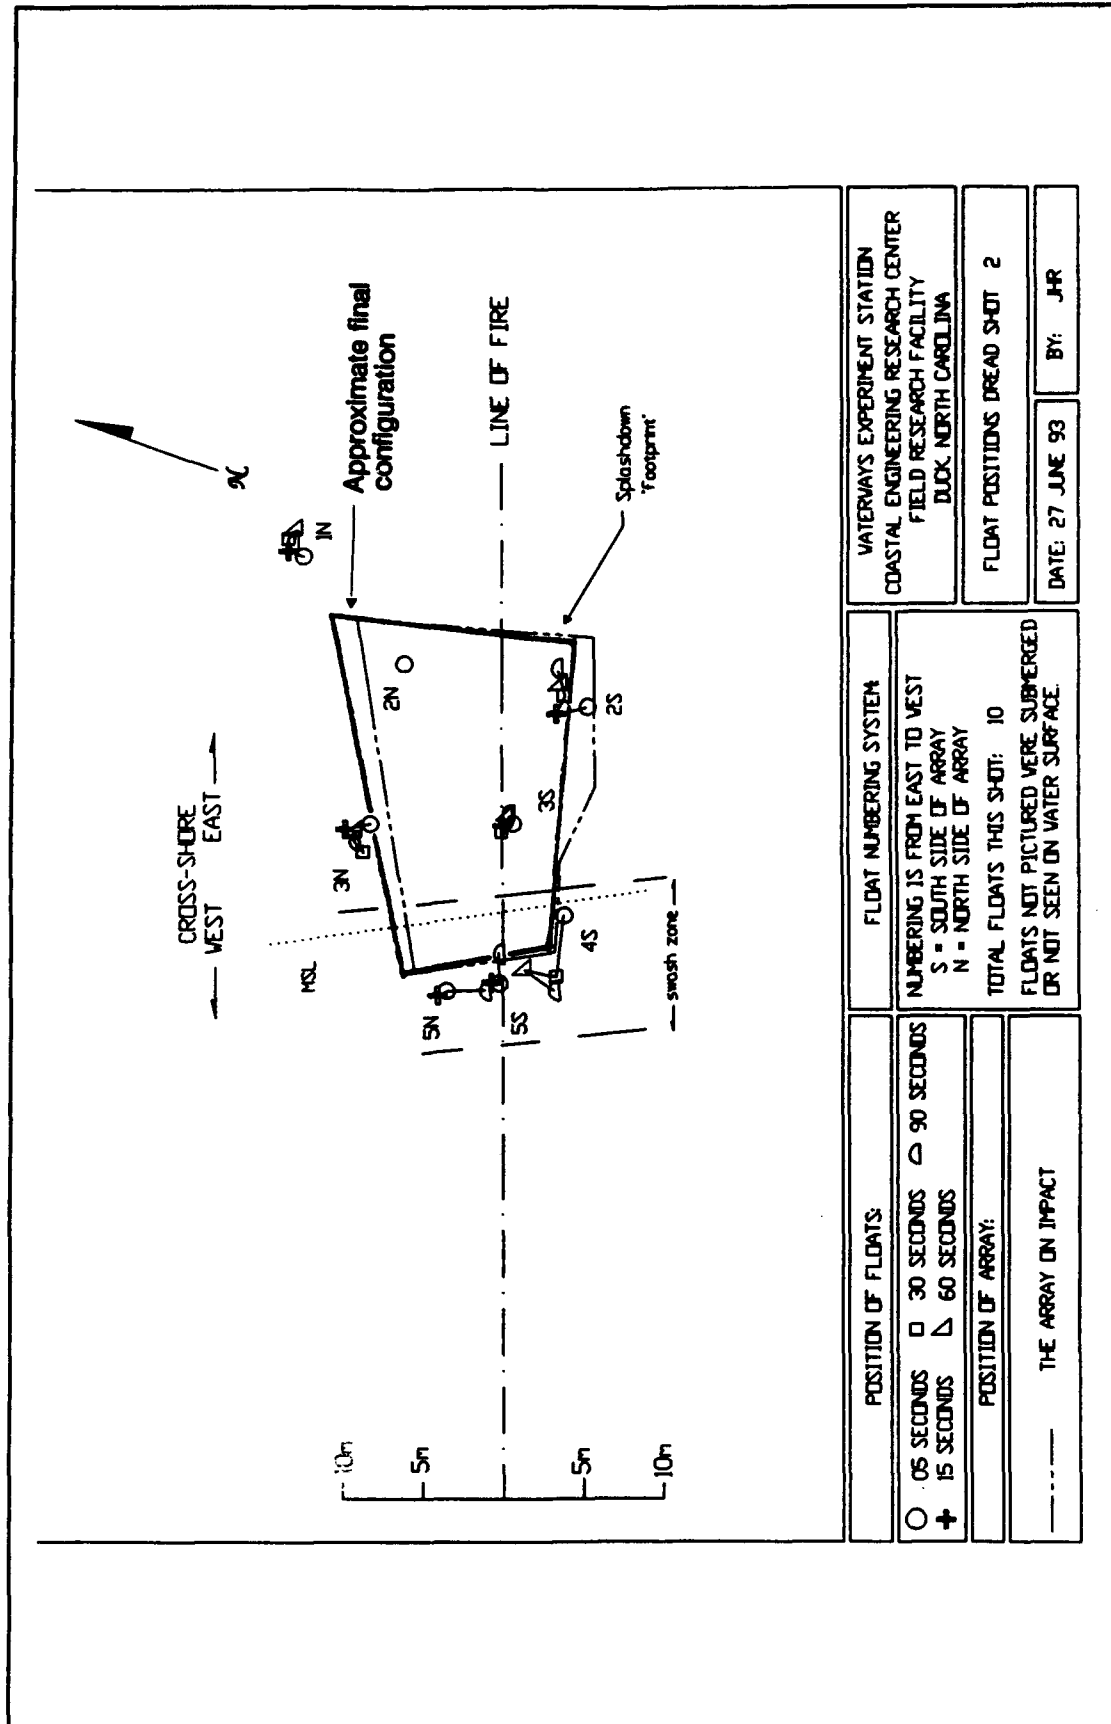 CROSS-SHORE
WEST EAST
N
Approximate final
configuration
1N
2N
3N
MSL
5N
LINE OF FIRE
Splashdown
"Footprint"
2S
3S
4S
5S
swash zone
10m
5m
5m
10m
POSITION OF FLOATS:
.05 SECONDS 30 SECONDS 90 SECONDS
15 SECONDS 60 SECONDS
POSITION OF ARRAY:
THE ARRAY ON IMPACT
FLOAT NUMBERING SYSTEM:
NUMBERING IS FROM EAST TO WEST
S = SOUTH SIDE OF ARRAY
N = NORTH SIDE OF ARRAY
TOTAL FLOATS THIS SHOT: 10
FLOATS NOT PICTURED WERE SUBMERGED
OR NOT SEEN ON WATER SURFACE.
WATERWAYS EXPERIMENT STATION
COASTAL ENGINEERING RESEARCH CENTER
FIELD RESEARCH FACILITY
DUCK, NORTH CAROLINA
FLOAT POSITIONS DREAD SHOT 2
DATE: 27 JUNE 93 BY: JHR